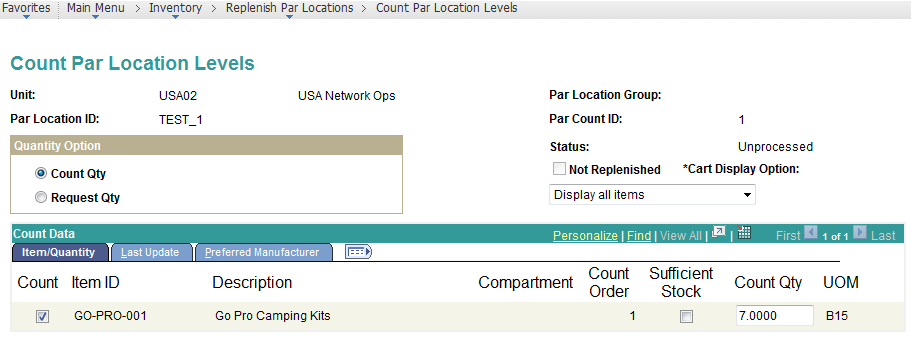 Favorites Main Menu > Inventory > Replenish Par Locations > Count Par Location Levels
Count Par Location Levels
Unit: USA02 USA Network Ops Par Location Group:
Par Location ID: TEST_1 Par Count ID: 1
Quantity Option Status: Unprocessed
Count Qty Not Replenished *Cart Display Option:
Request Qty Display all items
Count Data Personalize | Find | View All | | First 1 of 1 Last
Item/Quantity Last Update Preferred Manufacturer
Count Item ID Description Compartment Count Order Sufficient Stock Count Qty UOM
GO-PRO-001 Go Pro Camping Kits 1 7.0000 B15